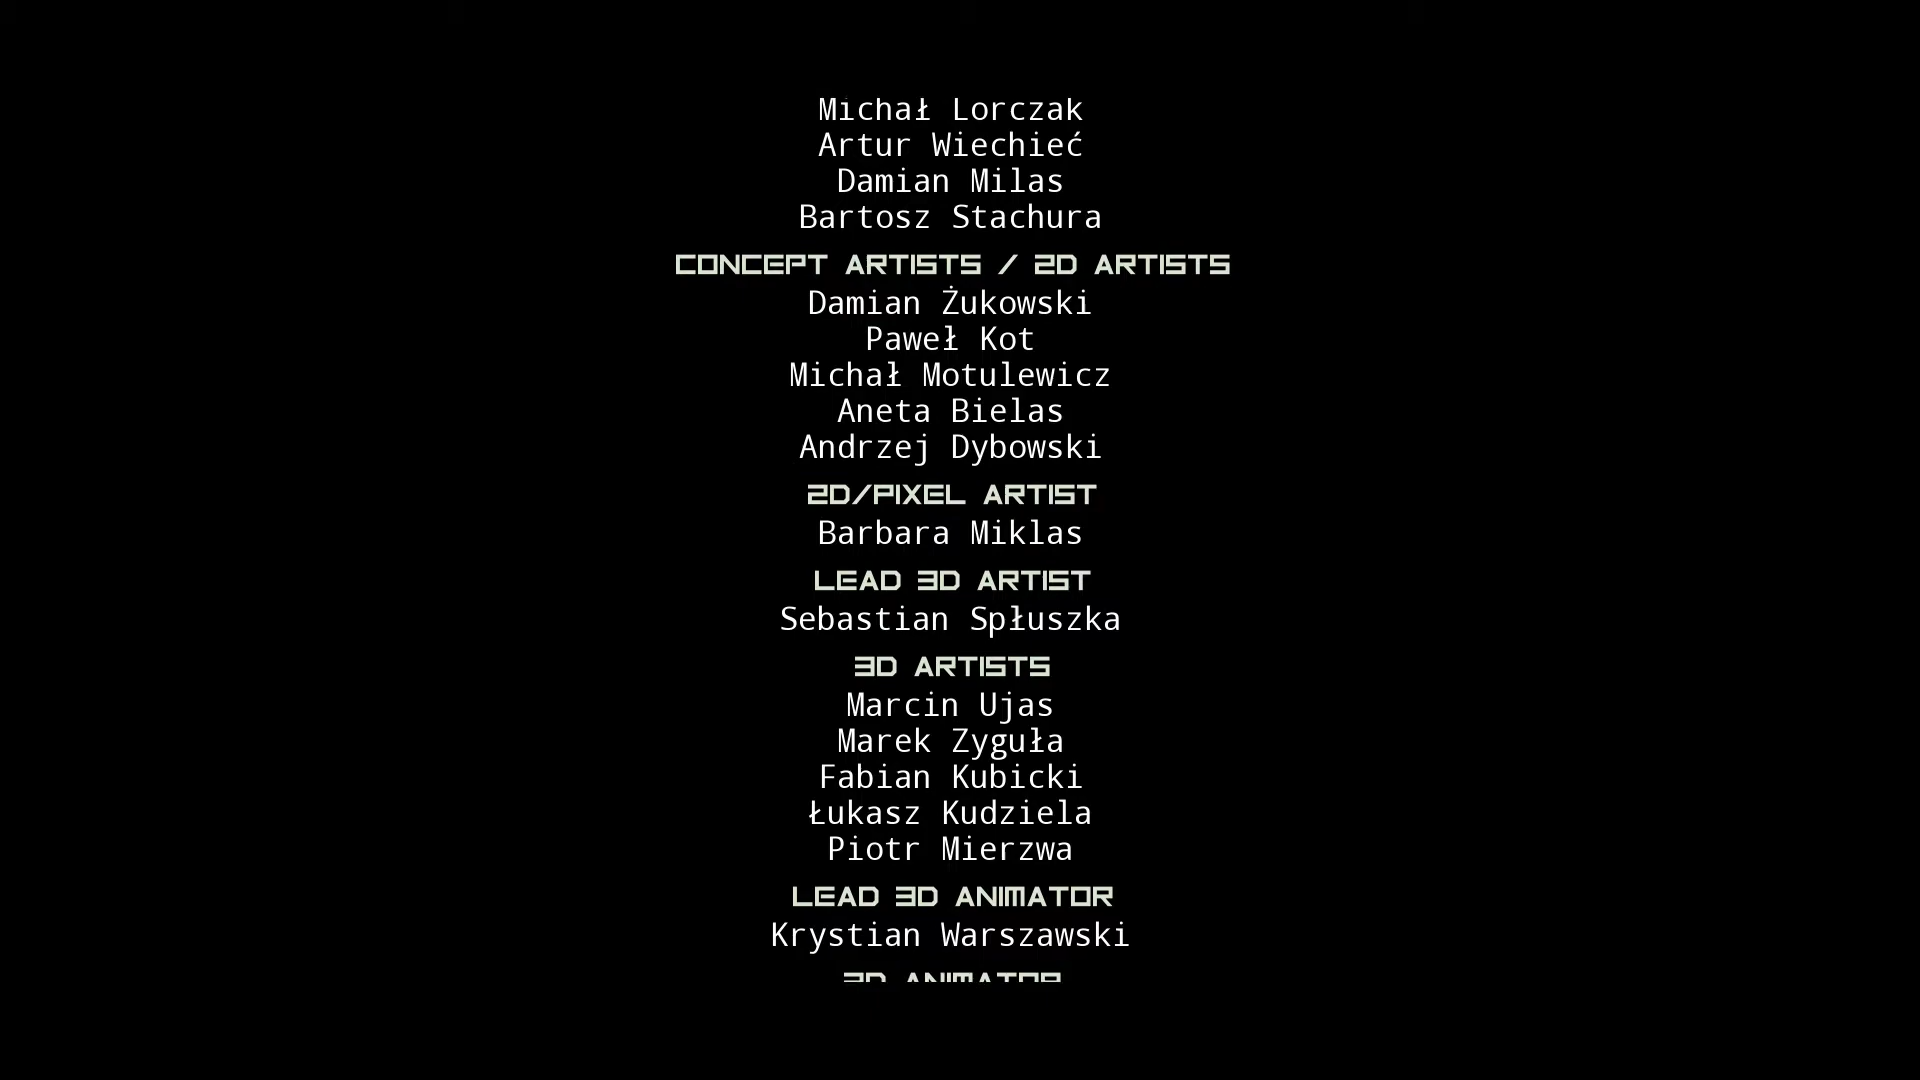 Michał Lorczak
Artur Wiechieć
Damian Milas
Bartosz Stachura
CONCEPT ARTISTS / 2D ARTISTS
Damian Żukowski
Paweł Kot
Michał Motulewicz
Aneta Bielas
Andrzej Dybowski
2D/PIXEL ARTIST
Barbara Miklas
LEAD 3D ARTIST
Sebastian Spłuszka
3D ARTISTS
Marcin Ujas
Marek Zyguła
Fabian Kubicki
Łukasz Kudziela
Piotr Mierzwa
LEAD 3D ANIMATOR
Krystian Warszawski
3D ANIMATOR